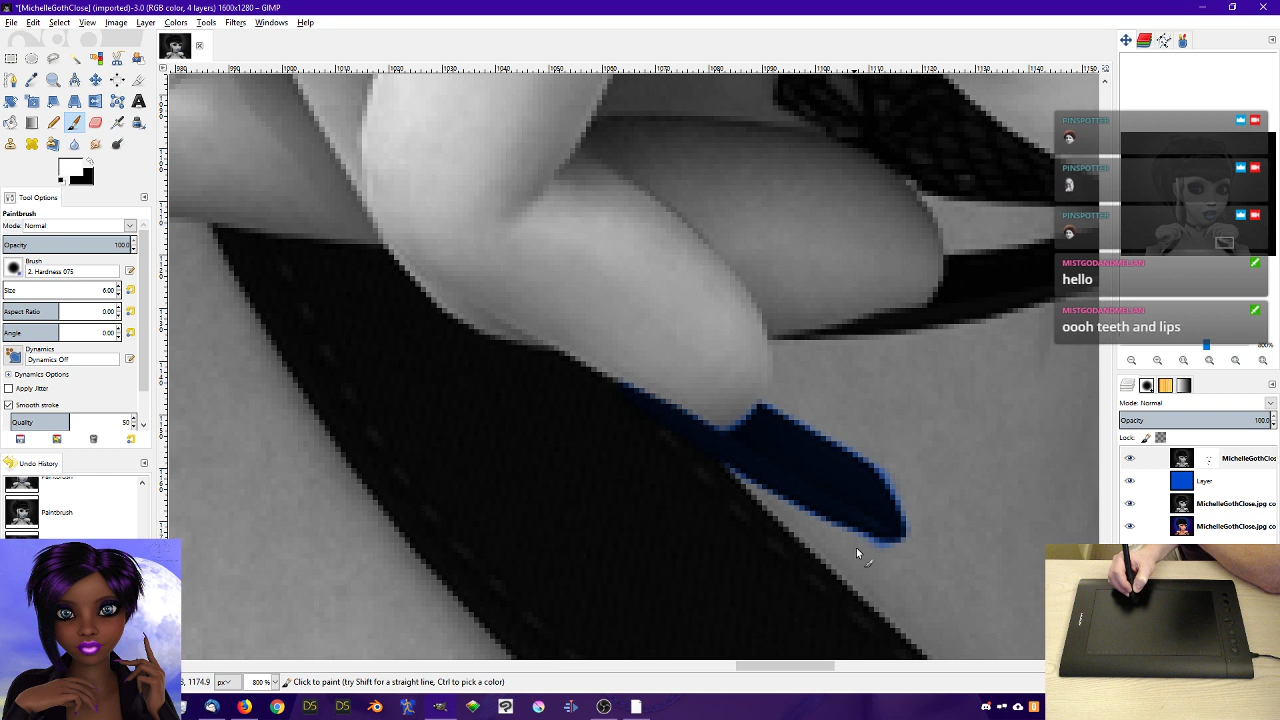 *[MichelleGothClose] (imported)-3.0 (RGB color, 4 layers) 1600x1280 – GIMP
File Edit Select View Image Layer Colors Tools Filters Windows Help
Tool Options
Paintbrush
Mode: Normal
Opacity 100.0
Brush
2. Hardness 075
Size 6.00
Aspect Ratio 0.00
Angle 0.00
Dynamics
Dynamics Off
Dynamics Options
Apply Jitter
Smooth stroke
Quality 50
Undo History
Paintbrush
PINSPOTTER
PINSPOTTER
PINSPOTTER
hello
oooh teeth and lips
800%
Mode: Normal
Opacity 100.0
Lock:
MichelleGothClos
Layer
MichelleGothClose.jpg co
MichelleGothClose.jpg co
, 1174.9 px 800 % Click to paint (try Shift for a straight line, Ctrl to pick a color)